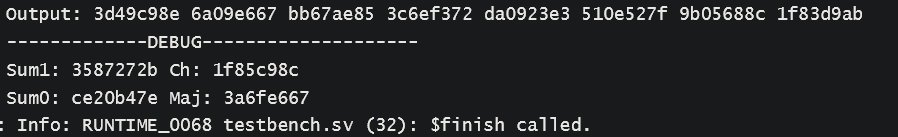 Output: 3d49c98e 6a09e667 bb67ae85 3c6ef372 da0923e3 510e527f 9b05688c 1f83d9ab
-------------DEBUG--------------------
Sum1: 3587272b Ch: 1f85c98c
Sum0: ce20b47e Maj: 3a6fe667
: Info: RUNTIME_0068 testbench.sv (32): $finish called.